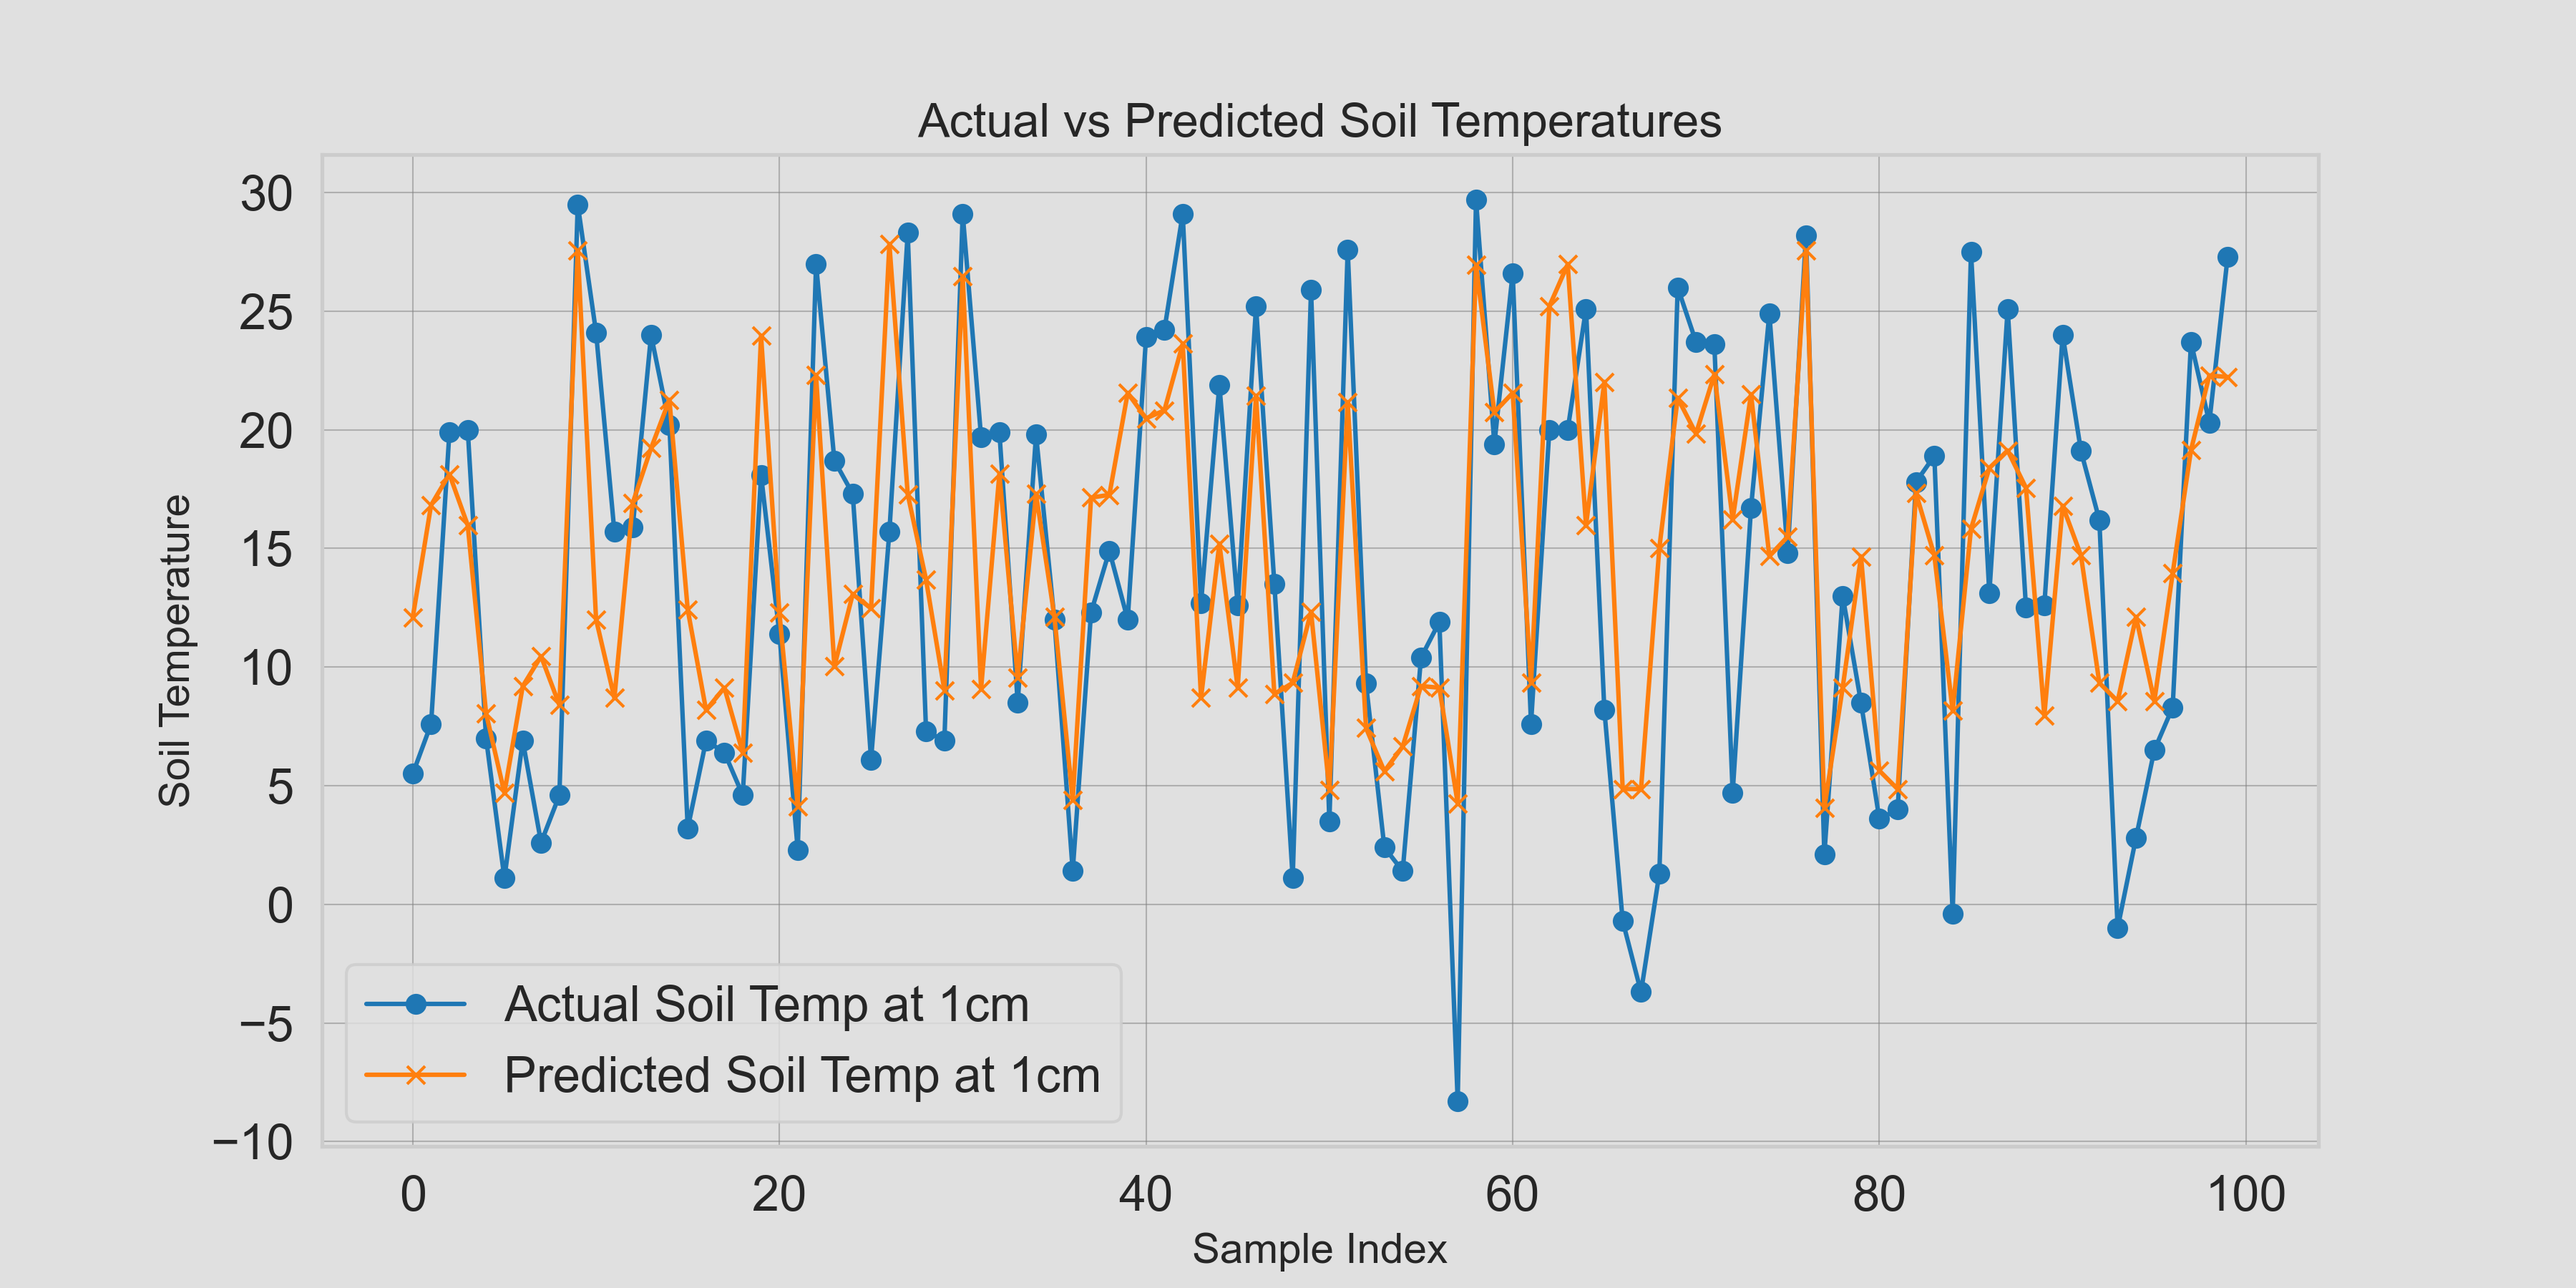 Actual vs Predicted Soil Temperatures
30
25
20
15
10
5
0
−5
−10
Soil Temperature
Actual Soil Temp at 1cm
Predicted Soil Temp at 1cm
0 20 40 60 80 100
Sample Index